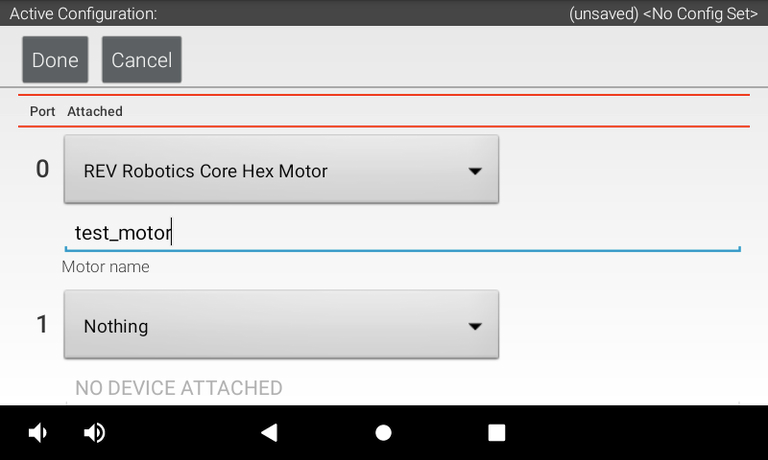 Active Configuration: (unsaved) <No Config Set>
Done Cancel
Port Attached
0 REV Robotics Core Hex Motor
test_motor
Motor name
1 Nothing
NO DEVICE ATTACHED